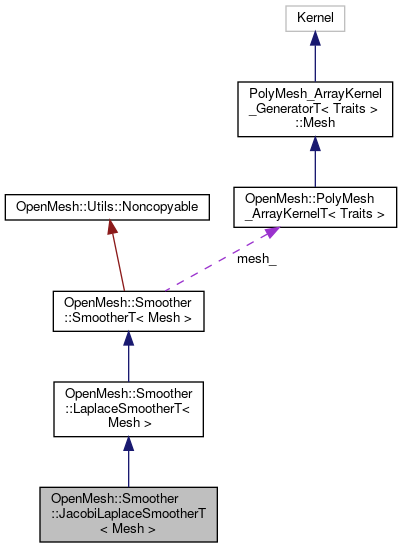 Kernel
PolyMesh_ArrayKernel
_GeneratorT< Traits >
::Mesh
OpenMesh::PolyMesh
_ArrayKernelT< Traits >
OpenMesh::Utils::Noncopyable
mesh_
OpenMesh::Smoother
::SmootherT< Mesh >
OpenMesh::Smoother
::LaplaceSmootherT<
Mesh >
OpenMesh::Smoother
::JacobiLaplaceSmootherT
< Mesh >